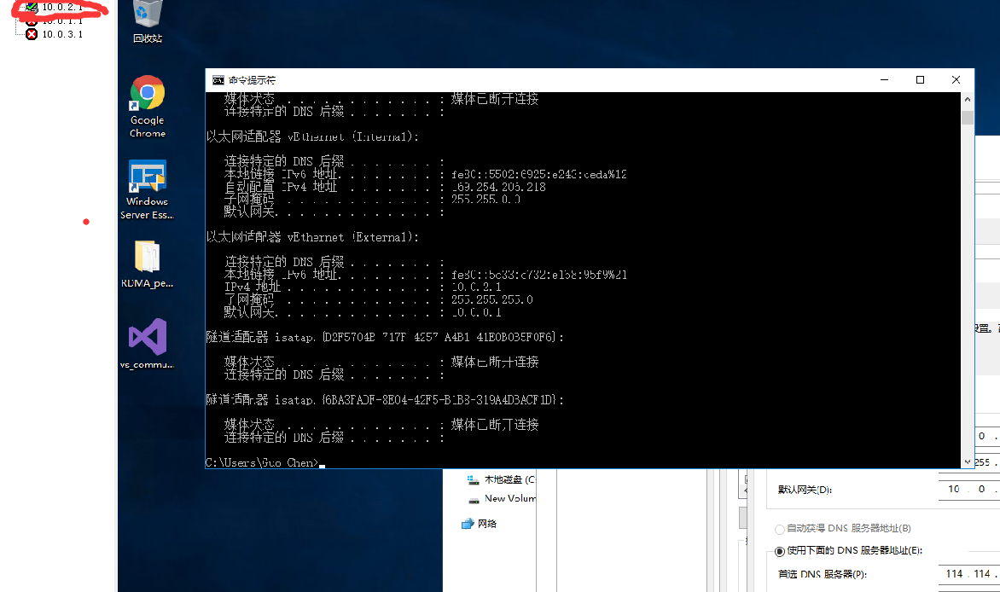 10.0.2.1
10.0.1.1
10.0.3.1
回收站
Google
Chrome
Windows
Server Ess...
RDMA_pe...
vs_commu...
命令提示符
媒体状态 . . . . . . . . . . . . : 媒体已断开连接
连接特定的 DNS 后缀 . . . . . . . :
以太网适配器 vEthernet (Internal):
连接特定的 DNS 后缀 . . . . . . . :
本地链接 IPv6 地址. . . . . . . . : fe80::5502:6925:e243:ceda%12
自动配置 IPv4 地址 . . . . . . . : 169.254.206.218
子网掩码 . . . . . . . . . . . . : 255.255.0.0
默认网关. . . . . . . . . . . . . :
以太网适配器 vEthernet (External):
连接特定的 DNS 后缀 . . . . . . . :
本地链接 IPv6 地址. . . . . . . . : fe80::5c33:c732:e158:95f9%21
IPv4 地址 . . . . . . . . . . . . : 10.0.2.1
子网掩码 . . . . . . . . . . . . : 255.255.255.0
默认网关. . . . . . . . . . . . . : 10.0.0.1
隧道适配器 isatap.
媒体状态 . . . . . . . . . . . . : 媒体已断开连接
连接特定的 DNS 后缀 . . . . . . . :
隧道适配器 isatap.
媒体状态 . . . . . . . . . . . . : 媒体已断开连接
连接特定的 DNS 后缀 . . . . . . . :
C:\Users\Guo Chen>
设置。
0 .
255 .
本地磁盘 (C
New Volum
网络
默认网关(D):
10 . 0 .
自动获得 DNS 服务器地址(B)
使用下面的 DNS 服务器地址(E):
首选 DNS 服务器(P):
114 . 114 .